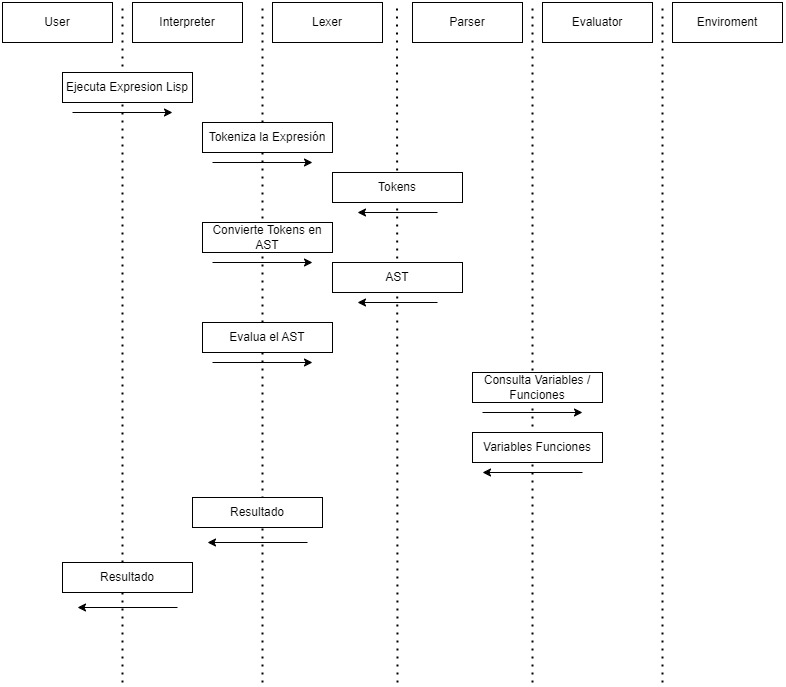 User
Interpreter
Lexer
Parser
Evaluator
Enviroment
Ejecuta Expresion Lisp
Tokeniza la Expresión
Tokens
Convierte Tokens en
AST
AST
Evalua el AST
Consulta Variables /
Funciones
Variables Funciones
Resultado
Resultado